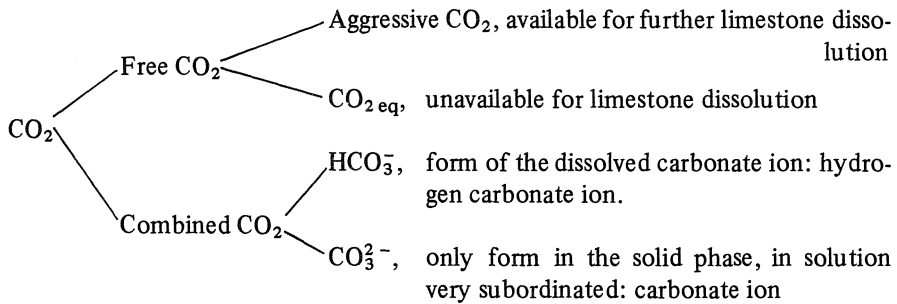 Aggressive CO₂, available for further limestone disso-
lution
Free CO₂
CO₂ eq, unavailable for limestone dissolution
CO₂
HCO₃⁻, form of the dissolved carbonate ion: hydro-
gen carbonate ion.
Combined CO₂
CO₃²⁻, only form in the solid phase, in solution
very subordinated: carbonate ion